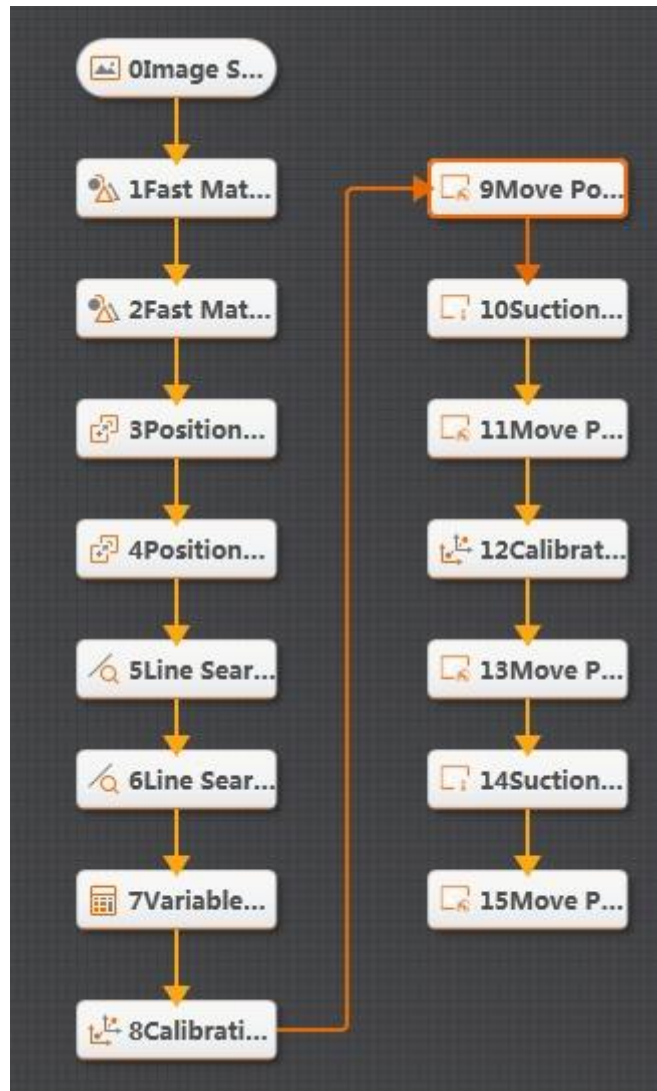 0Image S...
1Fast Mat...
2Fast Mat...
3Position...
4Position...
5Line Sear...
6Line Sear...
7Variable...
8Calibrati...
9Move Po...
10Suction...
11Move P...
12Calibrat...
13Move P...
14Suction...
15Move P...